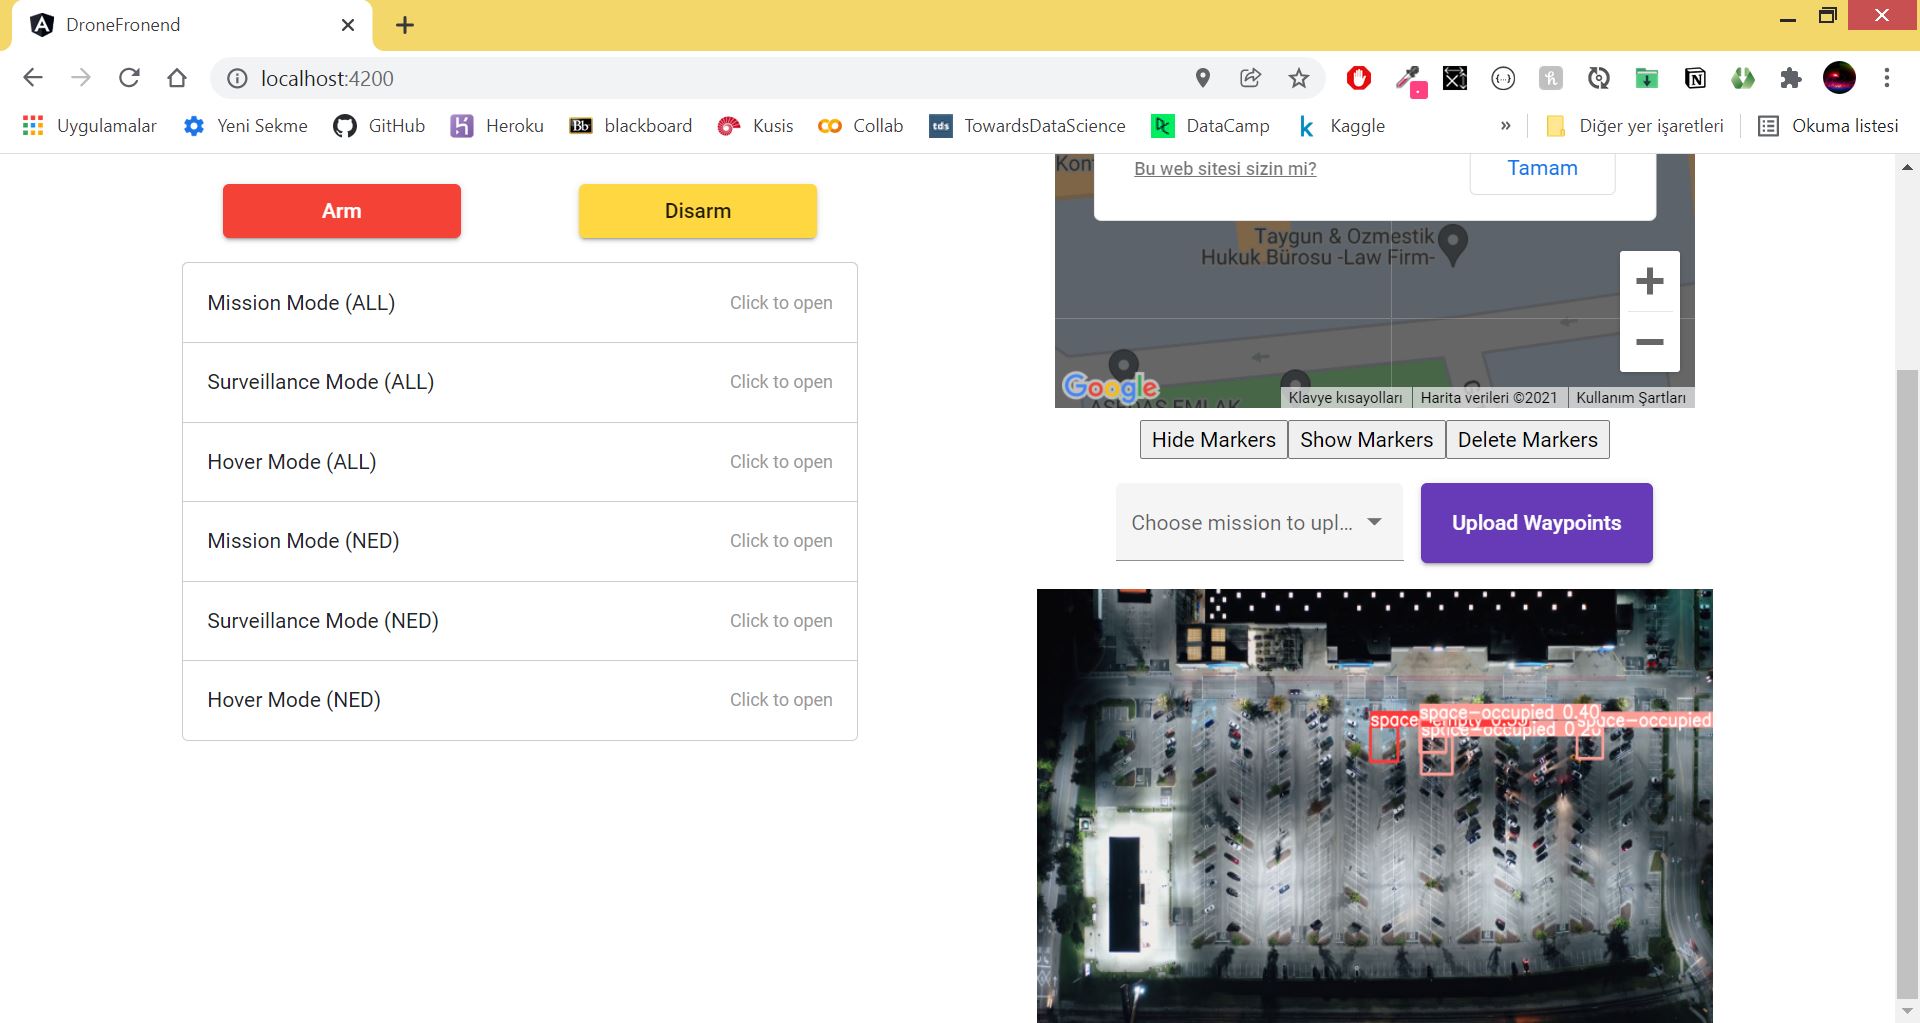 DroneFronend
localhost:4200
Uygulamalar
Yeni Sekme
GitHub
Heroku
Bb
blackboard
Kusis
Collab
tds
TowardsDataScience
DC
DataCamp
Kaggle
»
Diğer yer işaretleri
Okuma listesi
Arm
Disarm
Mission Mode (ALL)
Click to open
Surveillance Mode (ALL)
Click to open
Hover Mode (ALL)
Click to open
Mission Mode (NED)
Click to open
Surveillance Mode (NED)
Click to open
Hover Mode (NED)
Click to open
Bu web sitesi sizin mi?
Tamam
Taygun & Ozmestik
Hukuk Bürosu -Law Firm-
Google
Klavye kısayolları
Harita verileri ©2021
Kullanım Şartları
Hide Markers
Show Markers
Delete Markers
Choose mission to upl...
Upload Waypoints
space-occupied 0.40
space-occupied
space-occupied